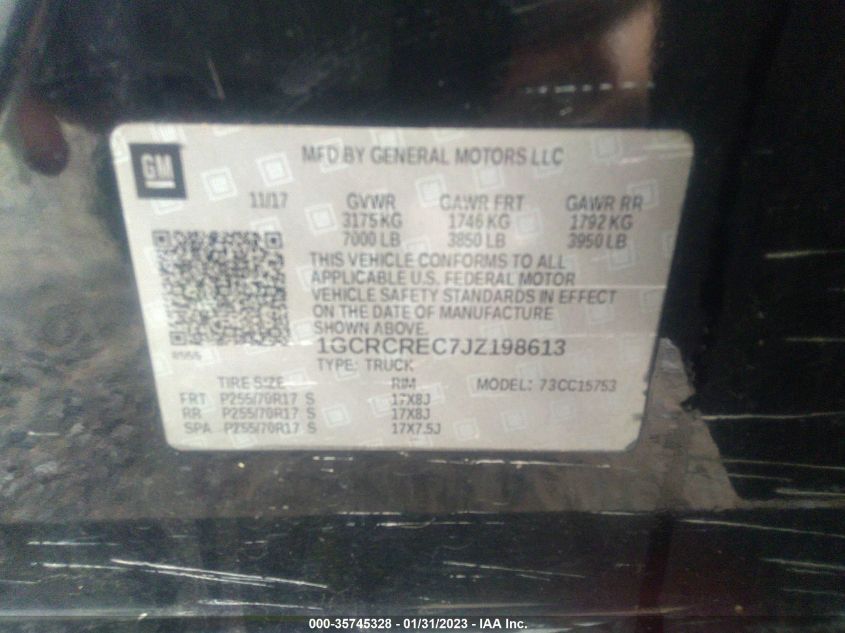 GM
MFD BY GENERAL MOTORS LLC
11/17 GVWR GAWR FRT GAWR RR
3175 KG 1746 KG 1792 KG
7000 LB 3850 LB 3950 LB
THIS VEHICLE CONFORMS TO ALL
APPLICABLE U.S. FEDERAL MOTOR
VEHICLE SAFETY STANDARDS IN EFFECT
ON THE DATE OF MANUFACTURE
SHOWN ABOVE.
1GCRCREC7JZ198613
TYPE: TRUCK
TIRE SIZE RIM MODEL: 73CC15753
FRT P255/70R17 S 17X8J
RR P255/70R17 S 17X8J
SPA P255/70R17 S 17X7.5J
000-35745328 - 01/31/2023 - IAA Inc.